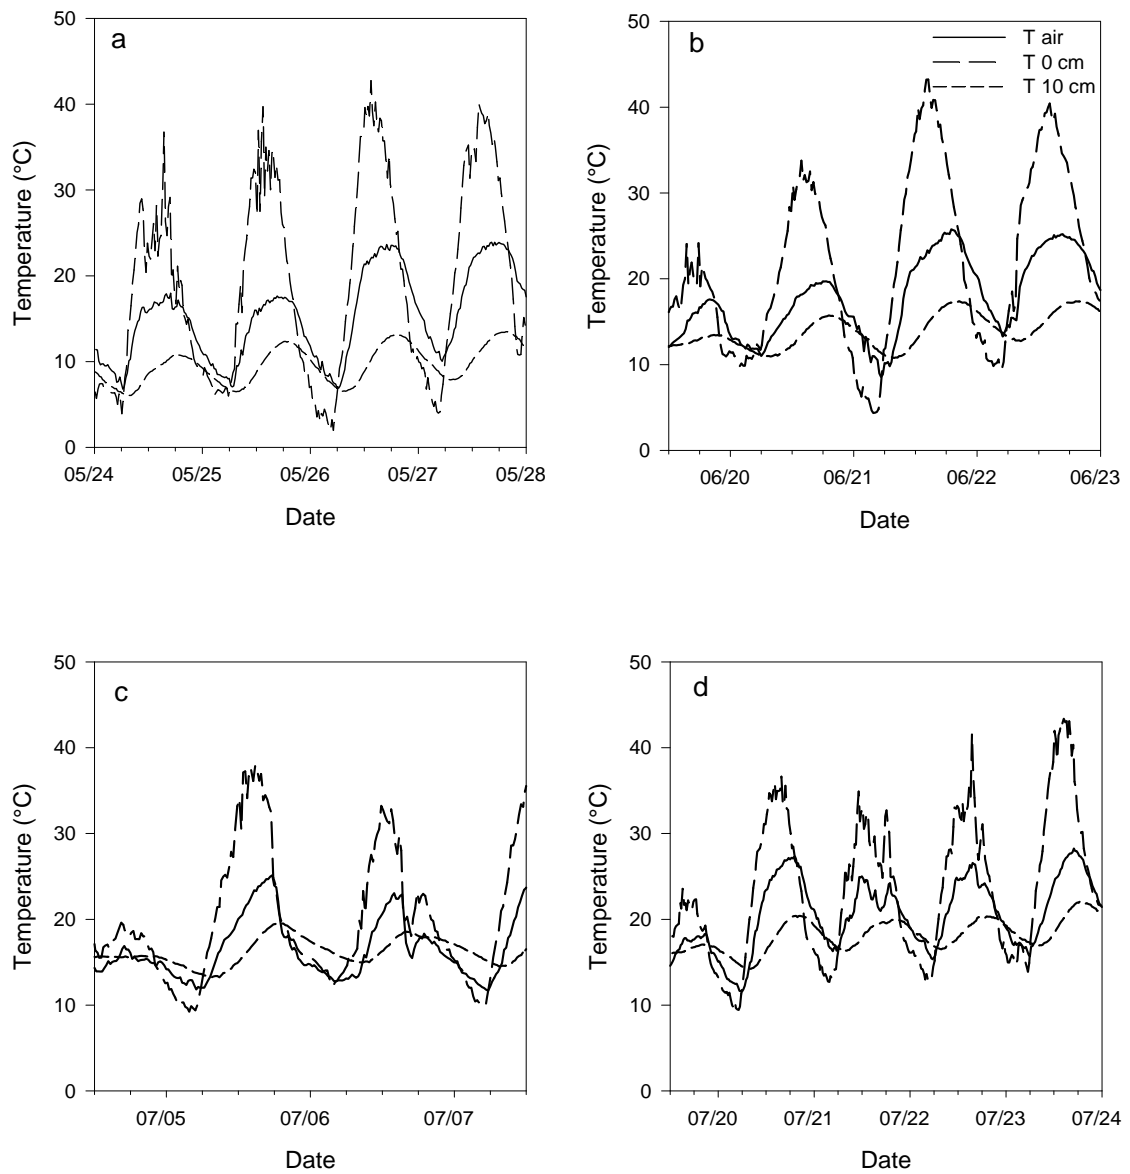 a
50
40
30
20
10
0
Temperature (°C)
05/24 05/25 05/26 05/27 05/28
Date
b
T air
T 0 cm
T 10 cm
50
40
30
20
10
0
Temperature (°C)
06/20 06/21 06/22 06/23
Date
c
50
40
30
20
10
0
Temperature (°C)
07/05 07/06 07/07
Date
d
50
40
30
20
10
0
Temperature (°C)
07/20 07/21 07/22 07/23 07/24
Date